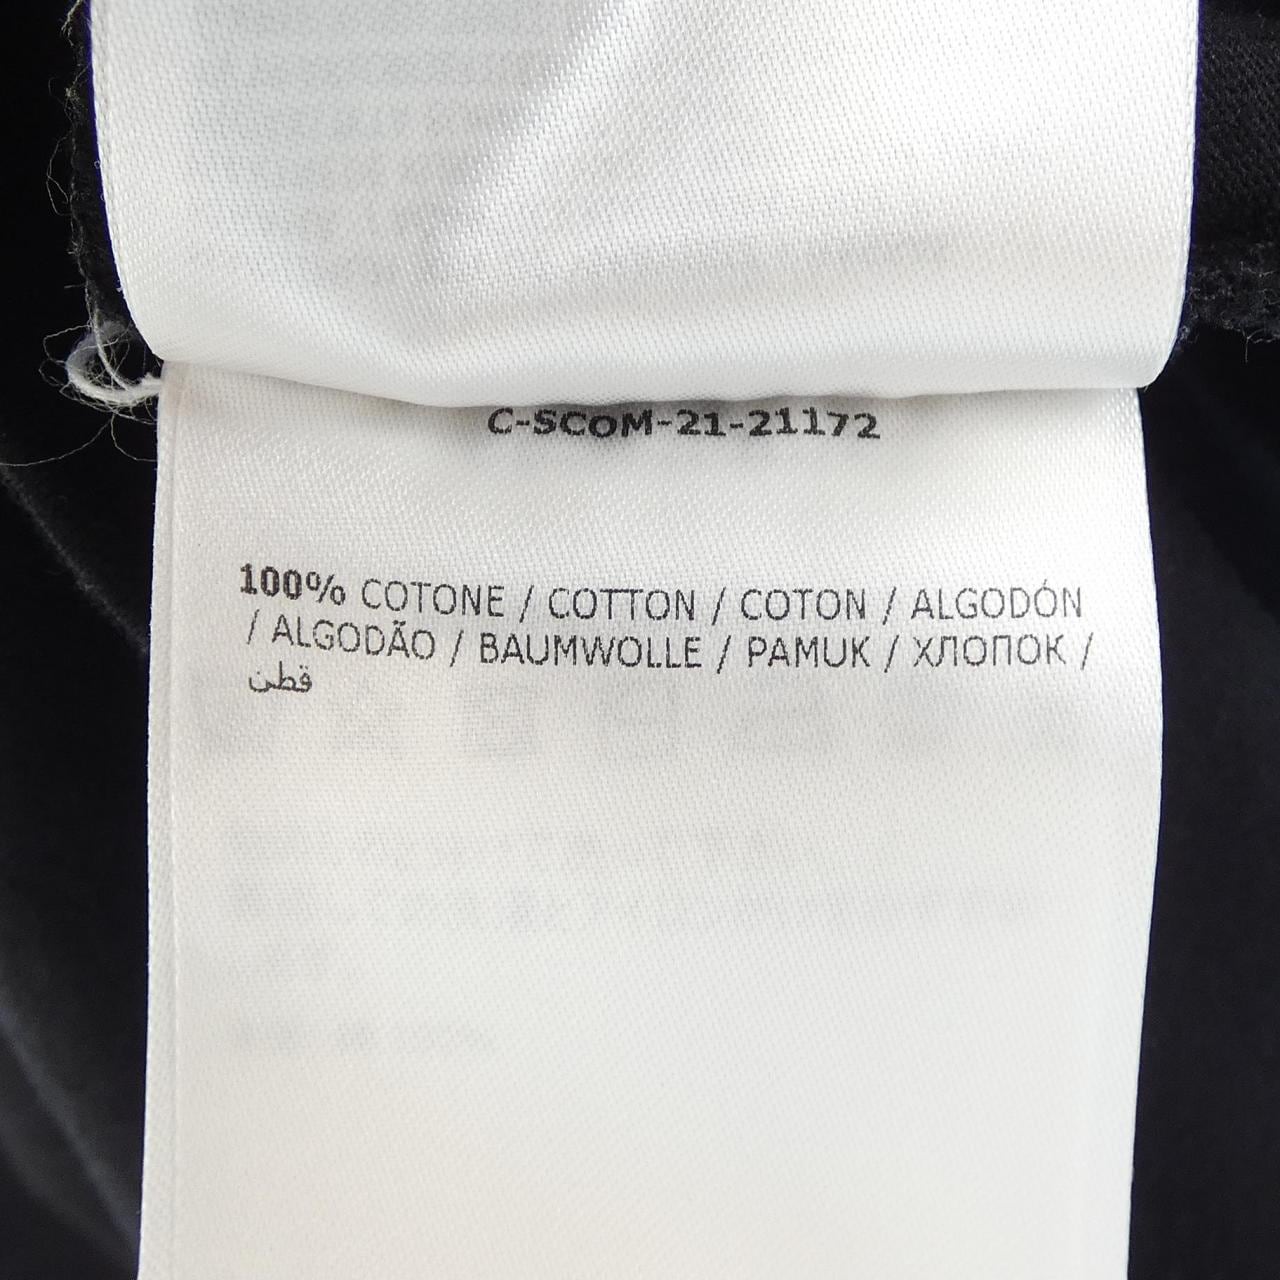 C-SCOM-21-21172
100% COTONE / COTTON / COTON / ALGODÓN
/ ALGODÃO / BAUMWOLLE / PAMUK / ХЛОПОК /
قطن